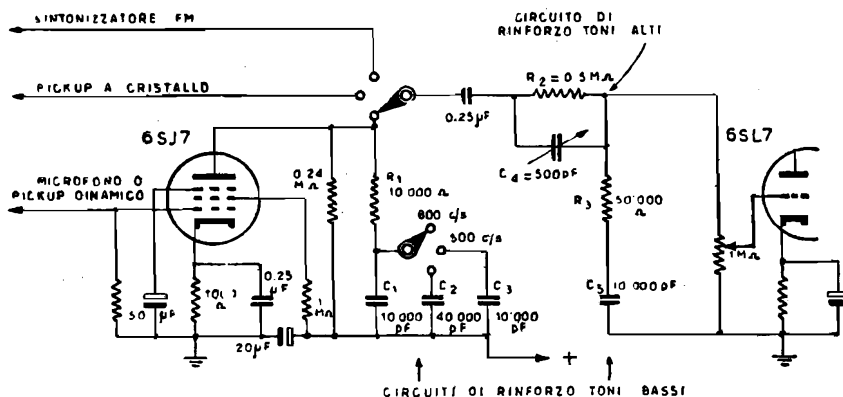 SINTONIZZATORE FM
CIRCUITO DI
RINFORZO TONI ALTI
PICKUP A CRISTALLO
R2 = 0.5 MΩ
0.25 µF
C4 = 500 pF
6SJ7
6SL7
MICROFONO O
PICKUP DINAMICO
0.24
MΩ
R1
10.000 Ω
R3
50.000
Ω
600 c/s
500 c/s
1 MΩ
50
µF
Ω
0.25
µF
1
MΩ
C1
10.000
pF
C2
40.000
pF
C3
10.000
pF
C5
10.000 pF
20µF
+
CIRCUITI DI RINFORZO TONI BASSI